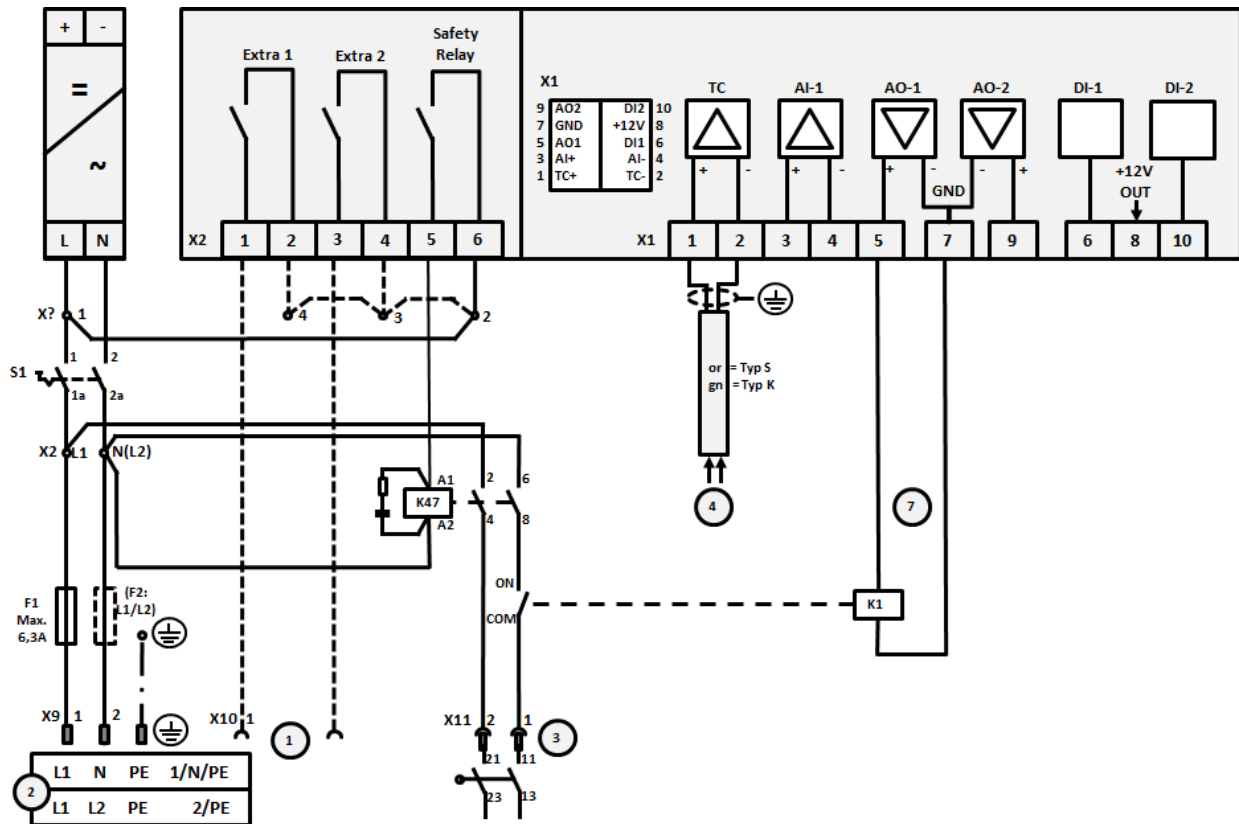 + -
=
~
L N
Extra 1 Extra 2 Safety
Relay
X2 1 2 3 4 5 6
X1
9 AO2 DI2 10
7 GND +12V 8
5 AO1 DI1 6
3 AI+ AI- 4
1 TC+ TC- 2
TC AI-1 AO-1 AO-2 DI-1 DI-2
+ - + - + - - +
GND
+12V
OUT
X1 1 2 3 4 5 7 9 6 8 10
X? 1
4 3 2
1 2
S1
1a 2a
or = Typ S
gn = Typ K
X2 L1 N(L2)
A1
K47
A2
2 6
4 8
4
7
ON
COM
K1
F1
Max.
6,3A
(F2:
L1/L2)
X9 1 2
X10 1
1
X11 2 1
3
21 11
23 13
2
L1 N PE 1/N/PE
L1 L2 PE 2/PE